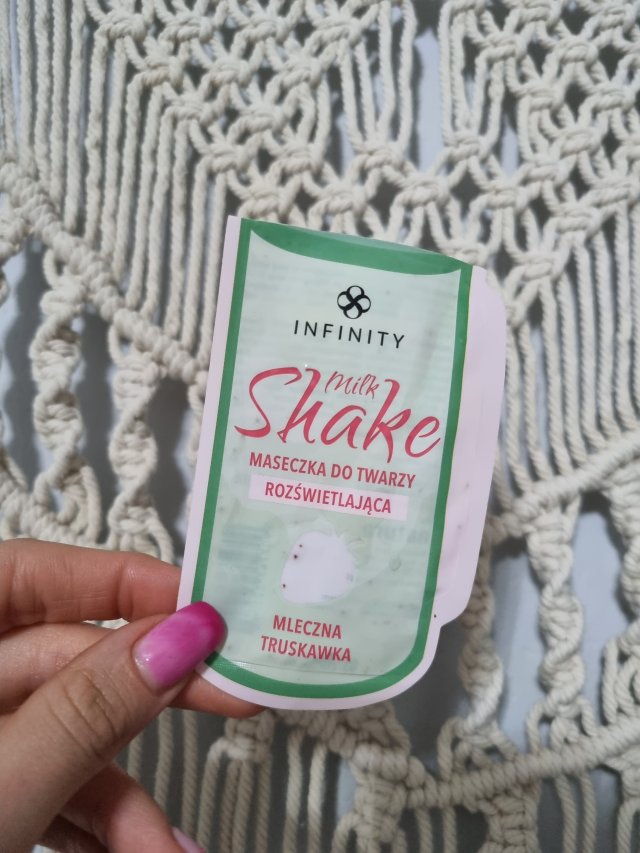 INFINITY
Milk
Shake
MASECZKA DO TWARZY
ROZŚWIETLAJĄCA
MLECZNA
TRUSKAWKA